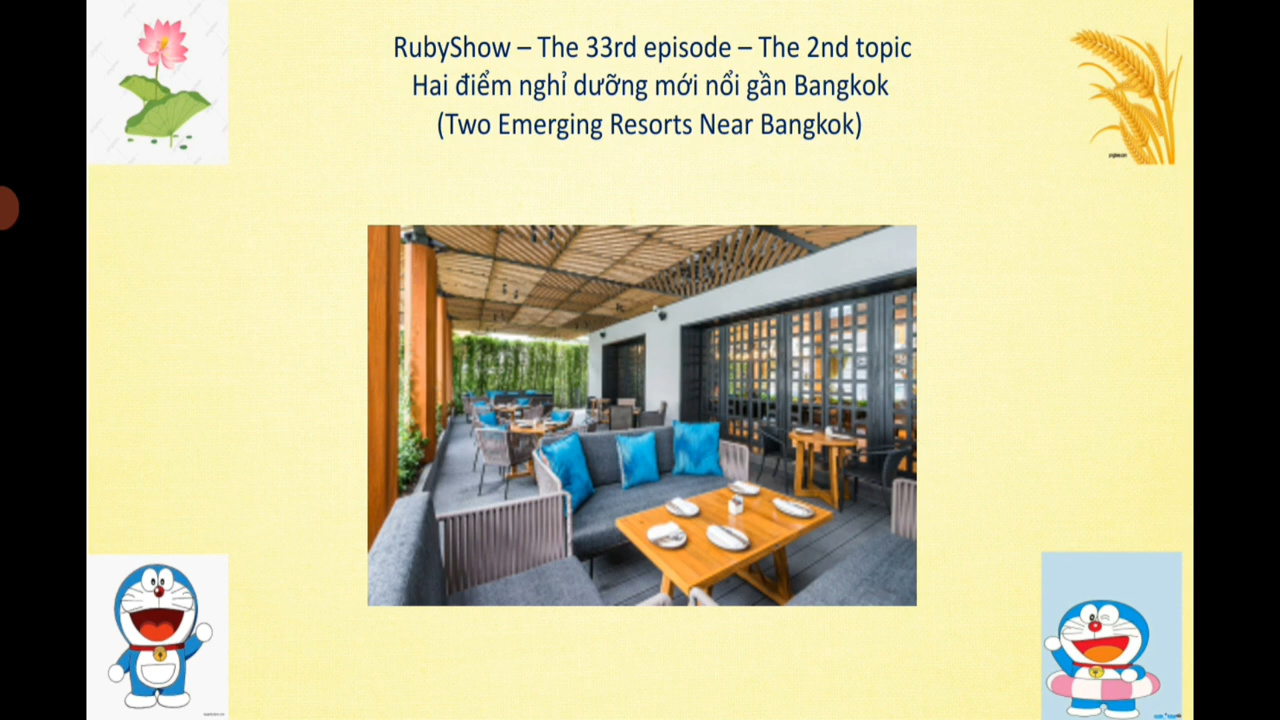 RubyShow – The 33rd episode – The 2nd topic
Hai điểm nghỉ dưỡng mới nổi gần Bangkok
(Two Emerging Resorts Near Bangkok)